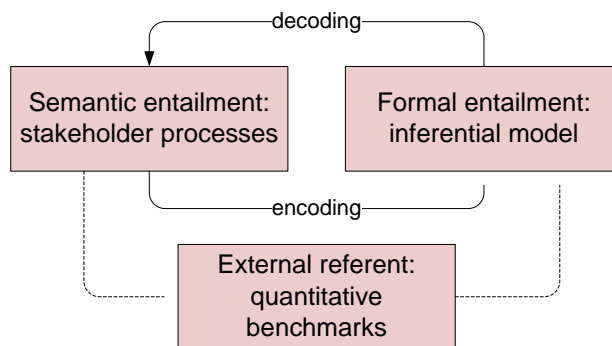 decoding
Semantic entailment:
stakeholder processes
Formal entailment:
inferential model
encoding
External referent:
quantitative
benchmarks